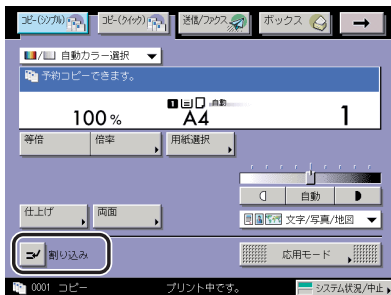 コピー(シンプル) コピー(クイック) 送信/ファクス ボックス
自動カラー選択
予約コピーできます。
100 % 1 自動 A4 1
等倍 倍率 用紙選択
自動
仕上げ 両面 文字/写真/地図
割り込み 応用モード
0001 コピー プリント中です。 システム状況/中止